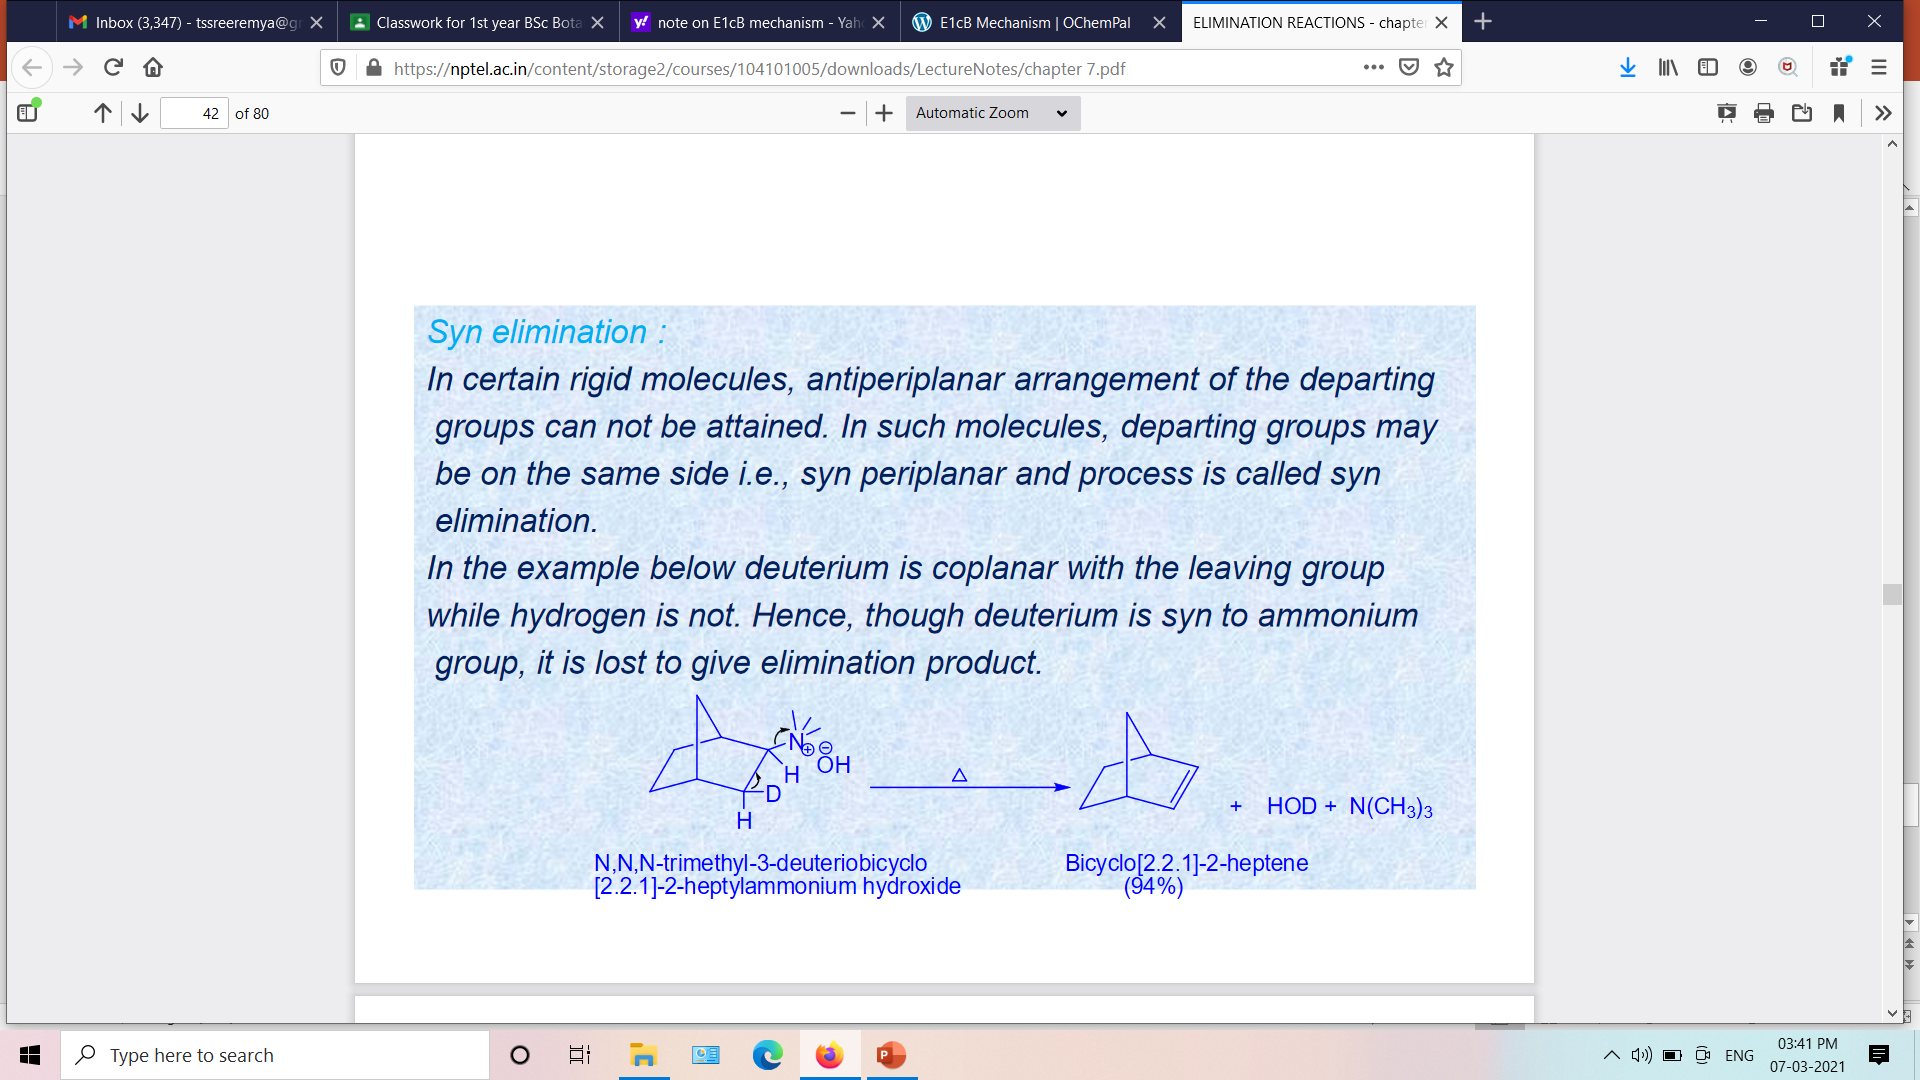 Inbox (3,347) - tssreeremya@g
Classwork for 1st year BSc Bota
note on E1cB mechanism - Yah
E1cB Mechanism | OChemPal
ELIMINATION REACTIONS - chapte
https://nptel.ac.in/content/storage2/courses/104101005/downloads/LectureNotes/chapter 7.pdf
42 of 80
Automatic Zoom
Syn elimination :
In certain rigid molecules, antiperiplanar arrangement of the departing
groups can not be attained. In such molecules, departing groups may
be on the same side i.e., syn periplanar and process is called syn
elimination.
In the example below deuterium is coplanar with the leaving group
while hydrogen is not. Hence, though deuterium is syn to ammonium
group, it is lost to give elimination product.
N
⊕ ⊖
OH
H
D
H
△
+ HOD + N(CH₃)₃
N,N,N-trimethyl-3-deuteriobicyclo
[2.2.1]-2-heptylammonium hydroxide
Bicyclo[2.2.1]-2-heptene
(94%)
Type here to search
ENG
03:41 PM
07-03-2021